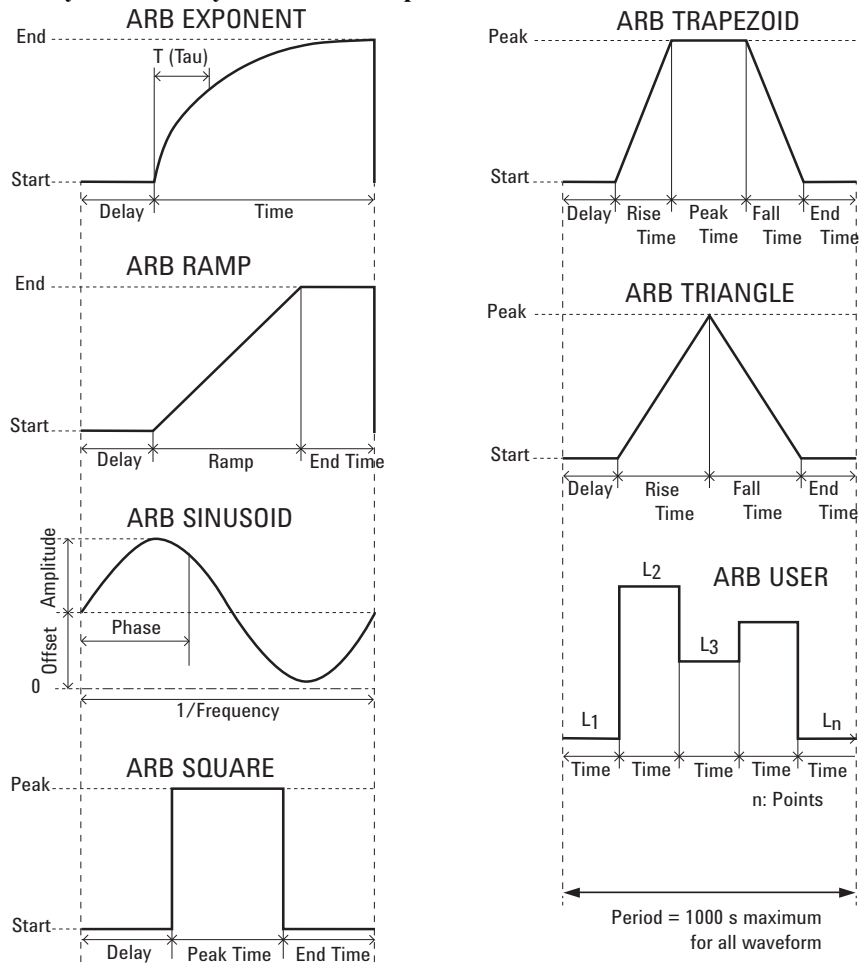 ARB EXPONENT
End
T (Tau)
Start
Delay
Time
ARB RAMP
End
Start
Delay
Ramp
End Time
ARB SINUSOID
Amplitude
Offset
Phase
0
1/Frequency
ARB SQUARE
Peak
Start
Delay
Peak Time
End Time
ARB TRAPEZOID
Peak
Start
Delay
Rise
Time
Peak
Time
Fall
Time
End
Time
ARB TRIANGLE
Peak
Start
Delay
Rise
Time
Fall
Time
End
Time
ARB USER
L2
L3
L1
Ln
Time
Time
Time
Time
Time
n: Points
Period = 1000 s maximum
for all waveform